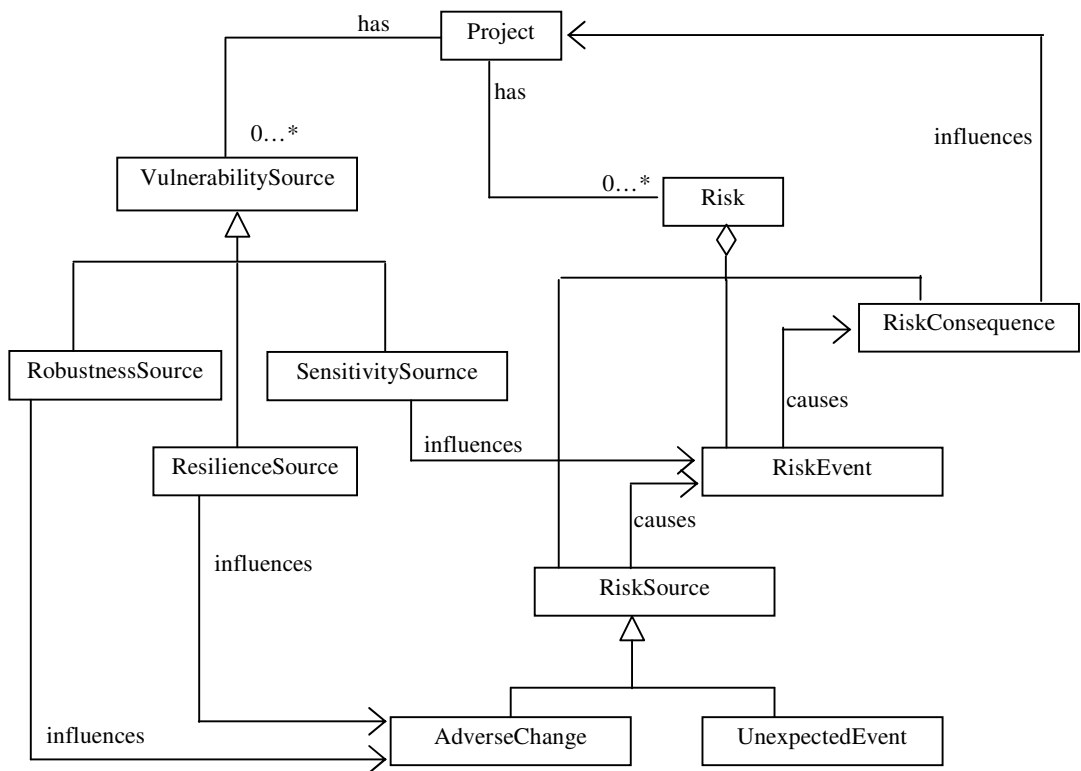 has
Project
has
0…*
VulnerabilitySource
influences
0…*
Risk
RiskConsequence
RobustnessSource
SensitivitySournce
causes
influences
ResilienceSource
RiskEvent
causes
influences
RiskSource
influences
AdverseChange
UnexpectedEvent